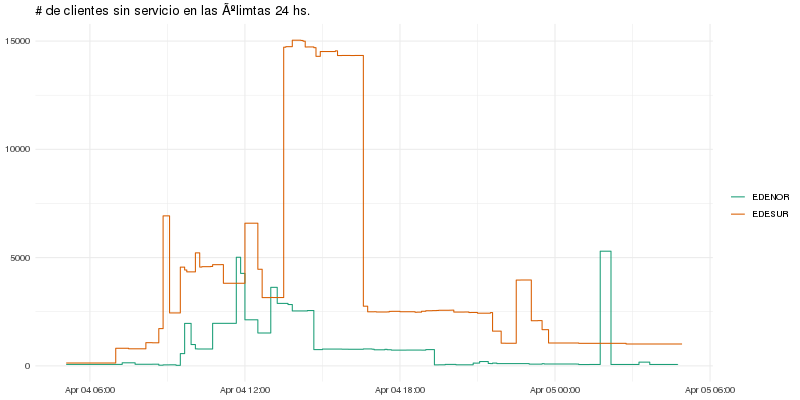 # de clientes sin servicio en las Ãºlimtas 24 hs.
15000
10000
5000
0
Apr 04 06:00
Apr 04 12:00
Apr 04 18:00
Apr 05 00:00
Apr 05 06:00
EDENOR
EDESUR